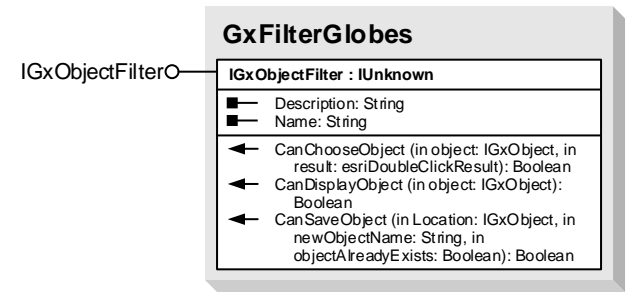 GxFilterGlobes
IGxObjectFilter
IGxObjectFilter : IUnknown
Description: String
Name: String
CanChooseObject (in object: IGxObject, in
result: esriDoubleClickResult): Boolean
CanDisplayObject (in object: IGxObject):
Boolean
CanSaveObject (in Location: IGxObject, in
newObjectName: String, in
objectAlreadyExists: Boolean): Boolean